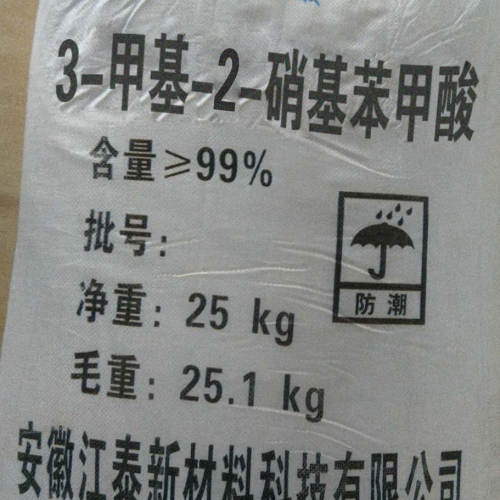 3-甲基-2-硝基苯甲酸
含量≥99%
批号:
防潮
净重: 25 kg
毛重: 25.1 kg
安徽江泰新材料科技有限公司